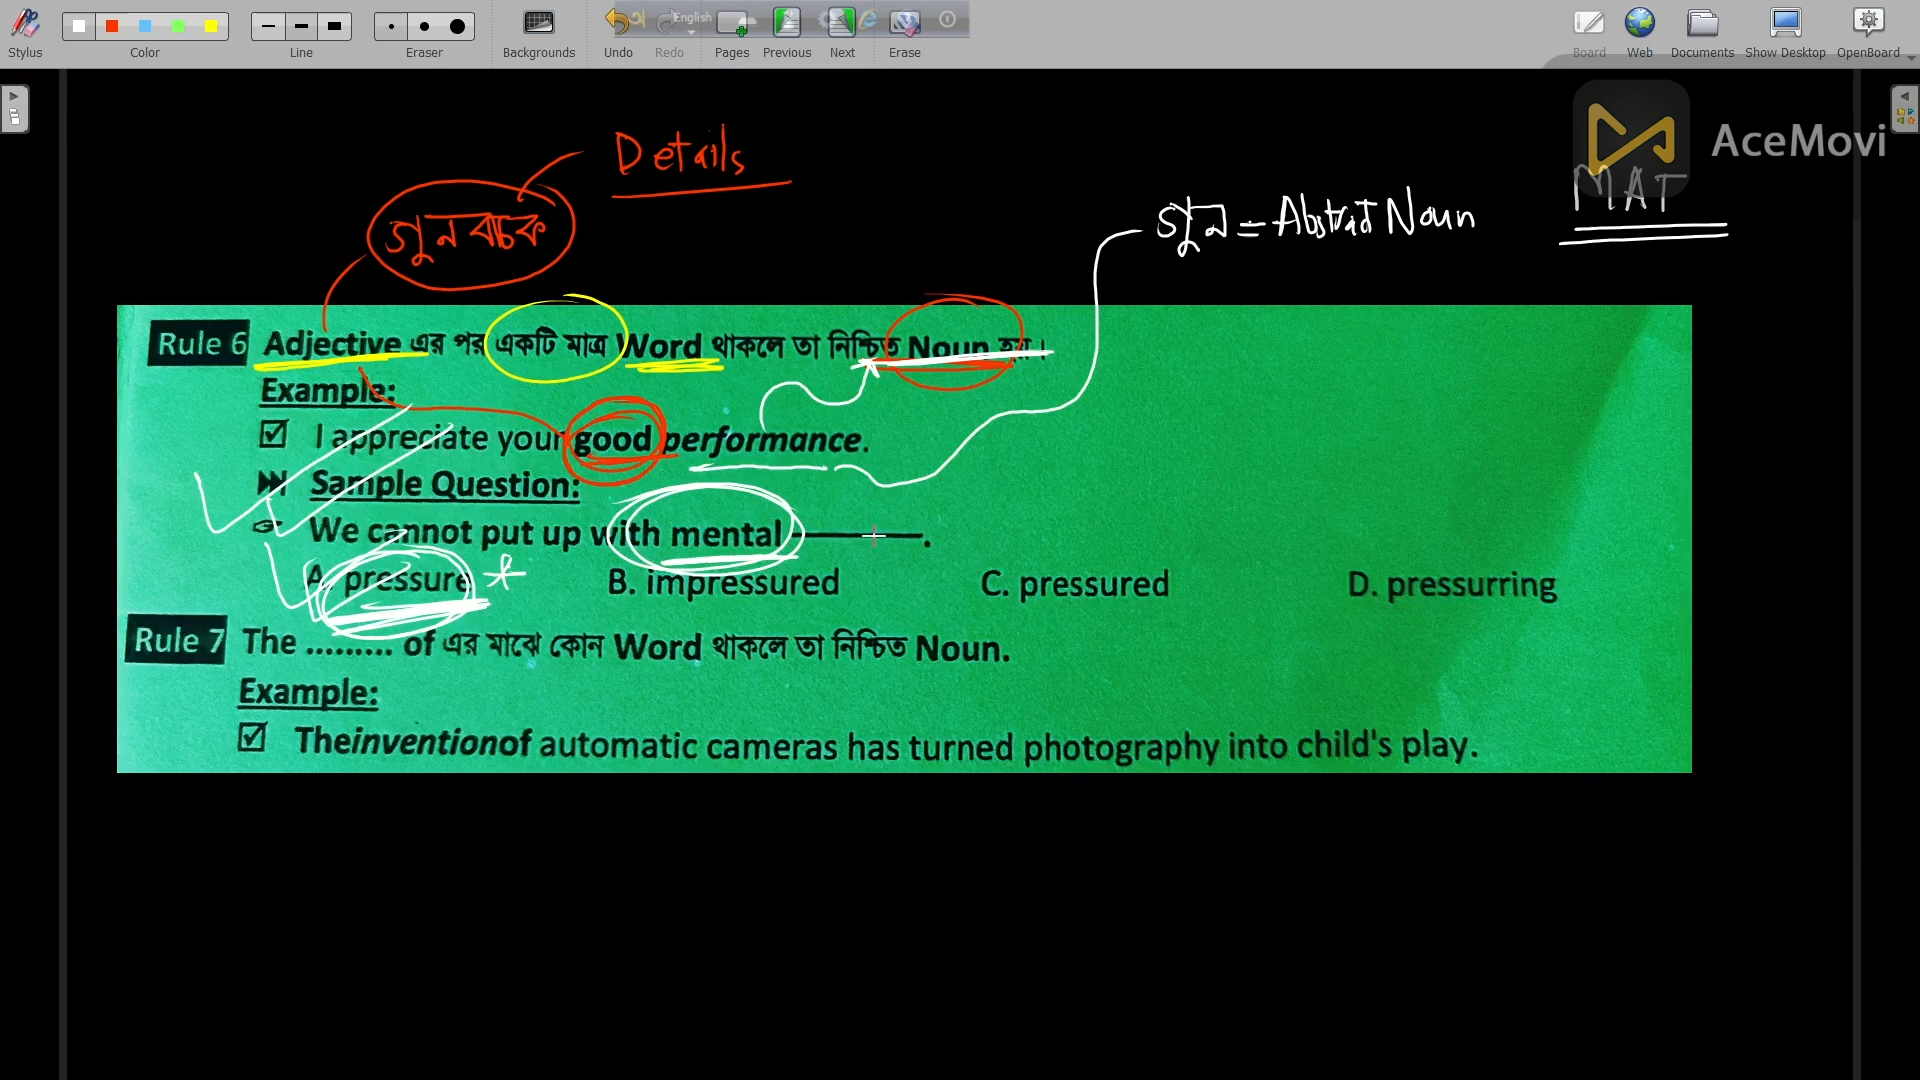 Stylus Color Line Eraser Backgrounds Undo Redo Pages Previous Next Erase Board Web Documents Show Desktop OpenBoard
English
AceMovi
MAT
Details
গুনবাচক
গুন = Abstract Noun
Rule 6 Adjective এর পর একটি মাত্র Word থাকলে তা নিশ্চিত Noun হয়।
Example:
☑ I appreciate your good performance.
Sample Question:
We cannot put up with mental ________.
A. pressure * B. impressured C. pressured D. pressurring
Rule 7 The ......... of এর মাঝে কোন Word থাকলে তা নিশ্চিত Noun.
Example:
☑ Theinventionof automatic cameras has turned photography into child's play.